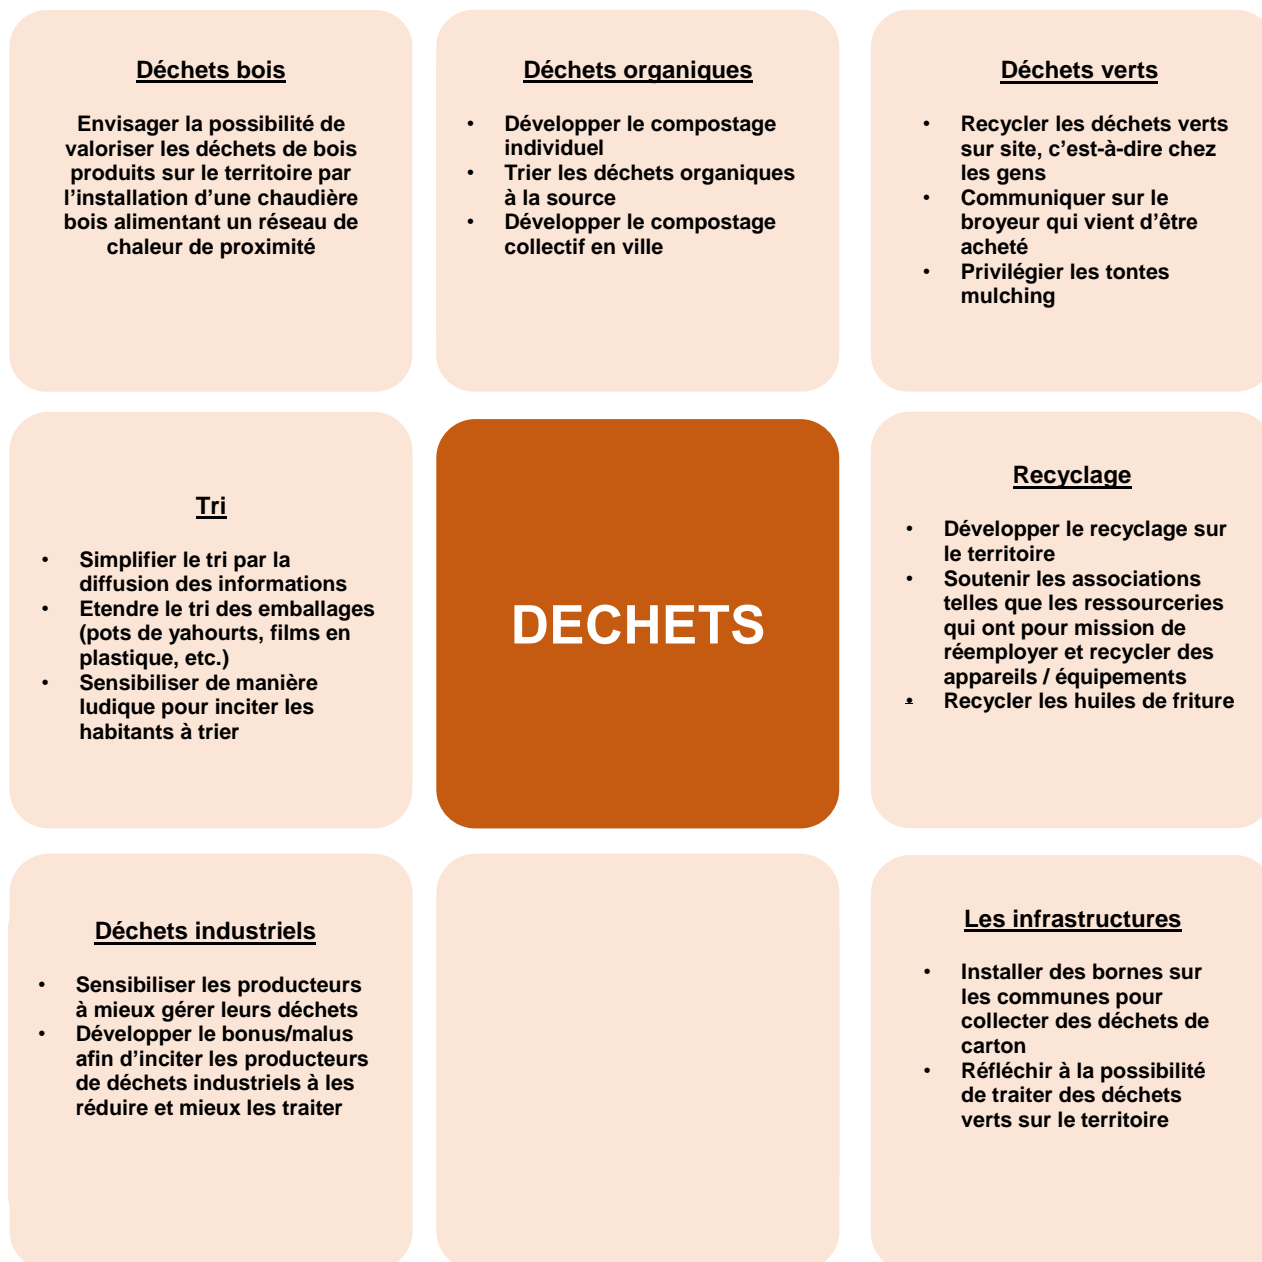 Déchets bois
Envisager la possibilité de
valoriser les déchets de bois
produits sur le territoire par
l’installation d’une chaudière
bois alimentant un réseau de
chaleur de proximité
Déchets organiques
• Développer le compostage
individuel
• Trier les déchets organiques
à la source
• Développer le compostage
collectif en ville
Déchets verts
• Recycler les déchets verts
sur site, c’est-à-dire chez
les gens
• Communiquer sur le
broyeur qui vient d’être
acheté
• Privilégier les tontes
mulching
Tri
• Simplifier le tri par la
diffusion des informations
• Etendre le tri des emballages
(pots de yahourts, films en
plastique, etc.)
• Sensibiliser de manière
ludique pour inciter les
habitants à trier
DECHETS
Recyclage
• Développer le recyclage sur
le territoire
• Soutenir les associations
telles que les ressourceries
qui ont pour mission de
réemployer et recycler des
appareils / équipements
• Recycler les huiles de friture
Déchets industriels
• Sensibiliser les producteurs
à mieux gérer leurs déchets
• Développer le bonus/malus
afin d’inciter les producteurs
de déchets industriels à les
réduire et mieux les traiter
Les infrastructures
• Installer des bornes sur
les communes pour
collecter des déchets de
carton
• Réfléchir à la possibilité
de traiter des déchets
verts sur le territoire